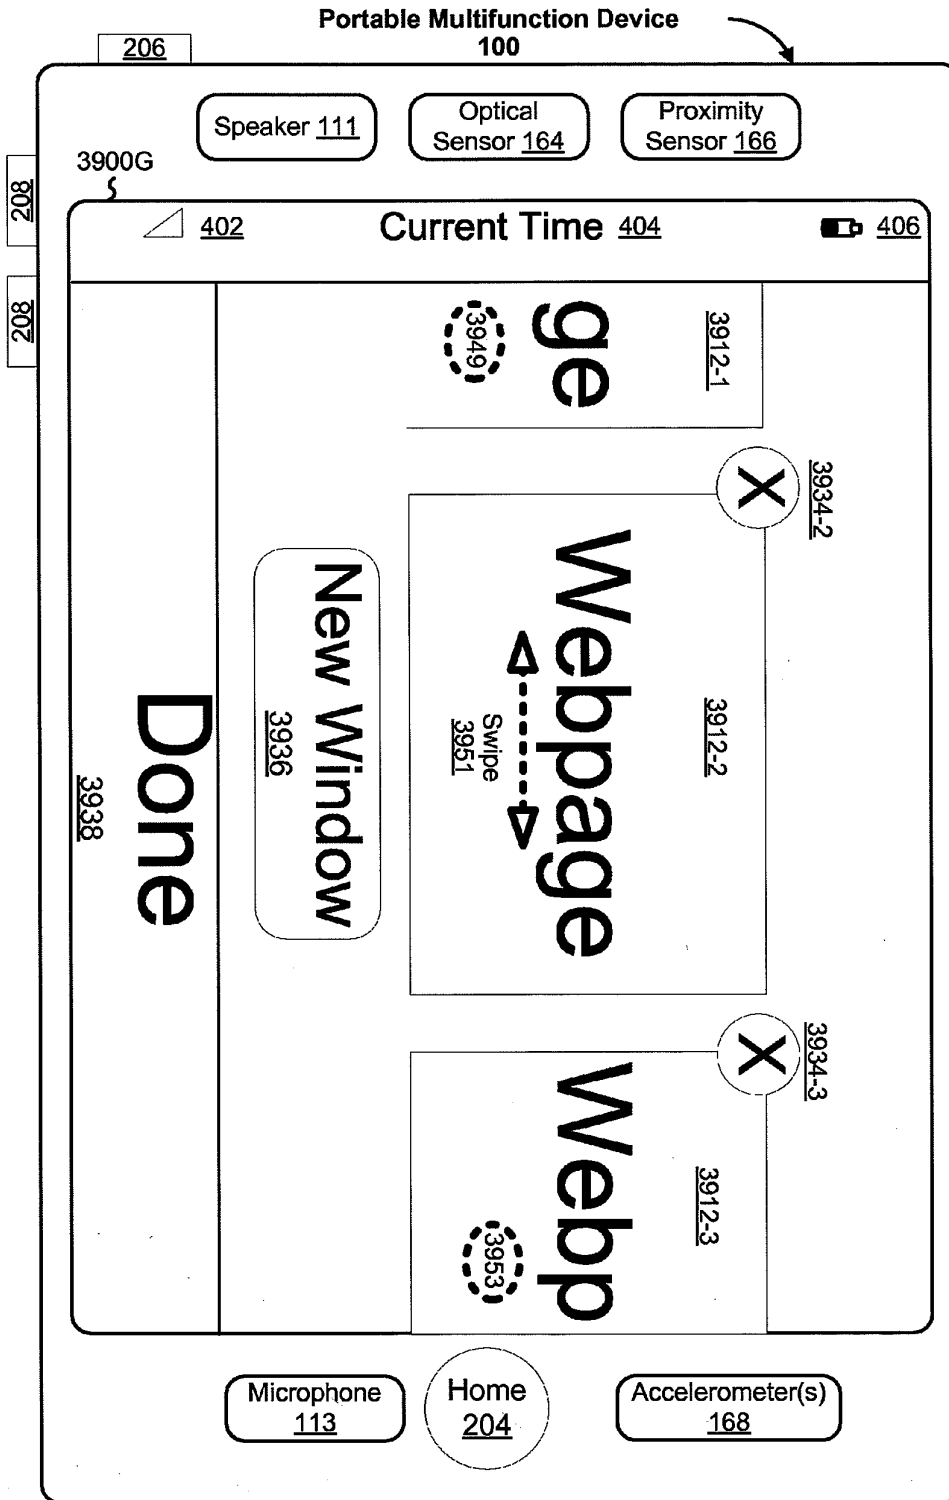 Portable Multifunction Device
100
206
Speaker 111
Optical
Sensor 164
Proximity
Sensor 166
3900G
208
208
402
Current Time 404
406
ge
3949
3912-1
X
3934-2
Webpage
3912-2
Swipe
3951
New Window
3936
Done
3938
X
3934-3
Webp
3912-3
3953
Microphone
113
Home
204
Accelerometer(s)
168